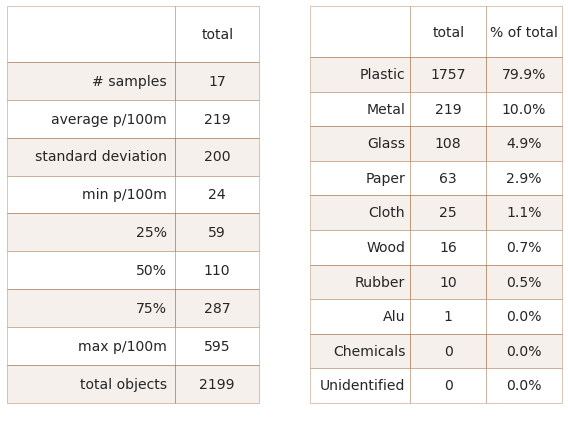 total
# samples 17
average p/100m 219
standard deviation 200
min p/100m 24
25% 59
50% 110
75% 287
max p/100m 595
total objects 2199
total % of total
Plastic 1757 79.9%
Metal 219 10.0%
Glass 108 4.9%
Paper 63 2.9%
Cloth 25 1.1%
Wood 16 0.7%
Rubber 10 0.5%
Alu 1 0.0%
Chemicals 0 0.0%
Unidentified 0 0.0%